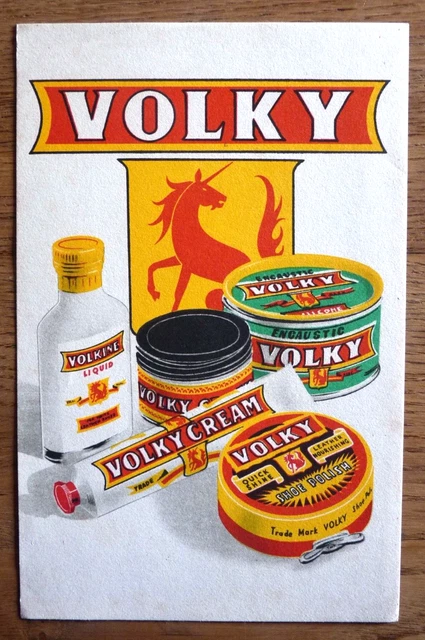 VOLKY
ENCAUSTIC
VOLKY
SILICONE
ENCAUSTIC
VOLKY
VOLKINE
LIQUID
VOLKY
VOLKY CREAM
TRADE
VOLKY
QUICK SHINE
LEATHER NOURISHING
SHOE POLISH
Trade Mark VOLKY Shoe